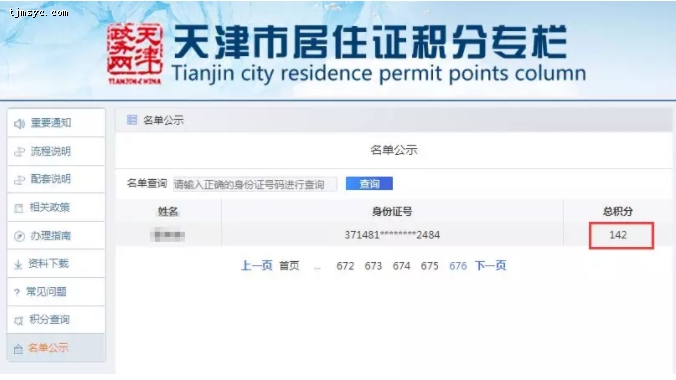 tjmsyc.com
天津
政务网
TIANJIN CHINA
天津市居住证积分专栏
Tianjin city residence permit points column
重要通知
流程说明
配套说明
相关政策
办理指南
资料下载
常见问题
积分查询
名单公示
名单公示
名单公示
名单查询 请输入正确的身份证号码进行查询 查询
姓名 身份证号 总积分
371481********2484 142
上一页 首页 ... 672 673 674 675 676 下一页